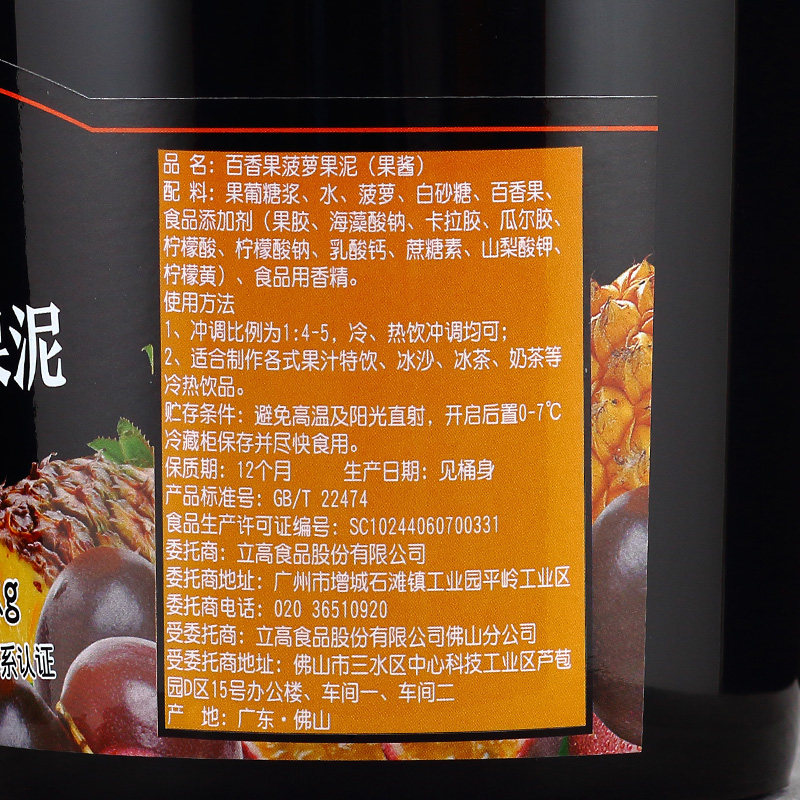 品 名：百香果菠萝果泥（果酱）
配 料：果葡糖浆、水、菠萝、白砂糖、百香果、
食品添加剂（果胶、海藻酸钠、卡拉胶、瓜尔胶、
柠檬酸、柠檬酸钠、乳酸钙、蔗糖素、山梨酸钾、
柠檬黄）、食品用香精。
使用方法
1、冲调比例为1:4-5，冷、热饮冲调均可；
2、适合制作各式果汁特饮、冰沙、冰茶、奶茶等
冷热饮品。
贮存条件：避免高温及阳光直射，开启后置0-7℃
冷藏柜保存并尽快食用。
保质期：12个月 生产日期：见桶身
产品标准号：GB/T 22474
食品生产许可证编号：SC10244060700331
委托商：立高食品股份有限公司
委托商地址：广州市增城石滩镇工业园平岭工业区
委托商电话：020 36510920
受委托商：立高食品股份有限公司佛山分公司
受委托商地址：佛山市三水区中心科技工业区芦苞
园D区15号办公楼、车间一、车间二
产 地：广东·佛山
泥
系认证